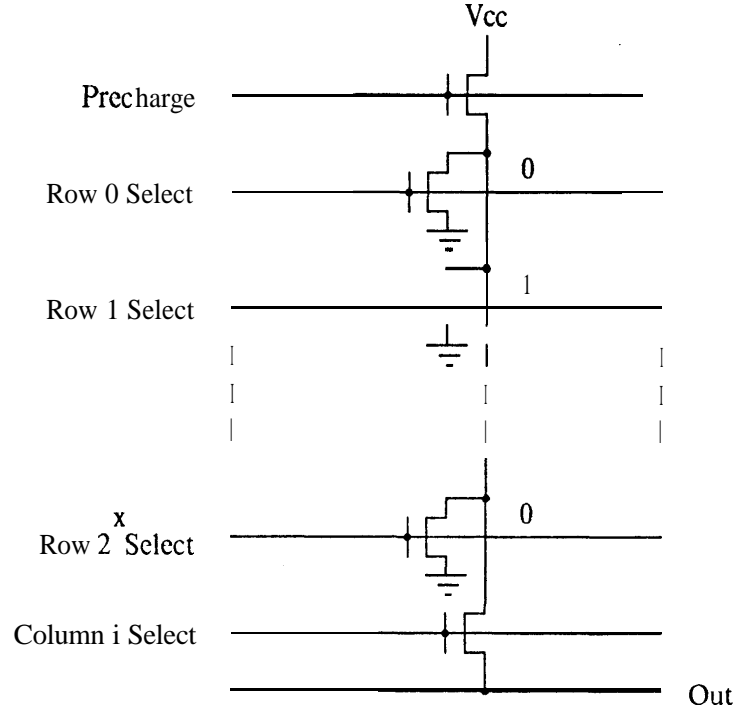 Vcc
Precharge
0
Row 0 Select
1
Row 1 Select
0
Row 2^x Select
Column i Select
Out